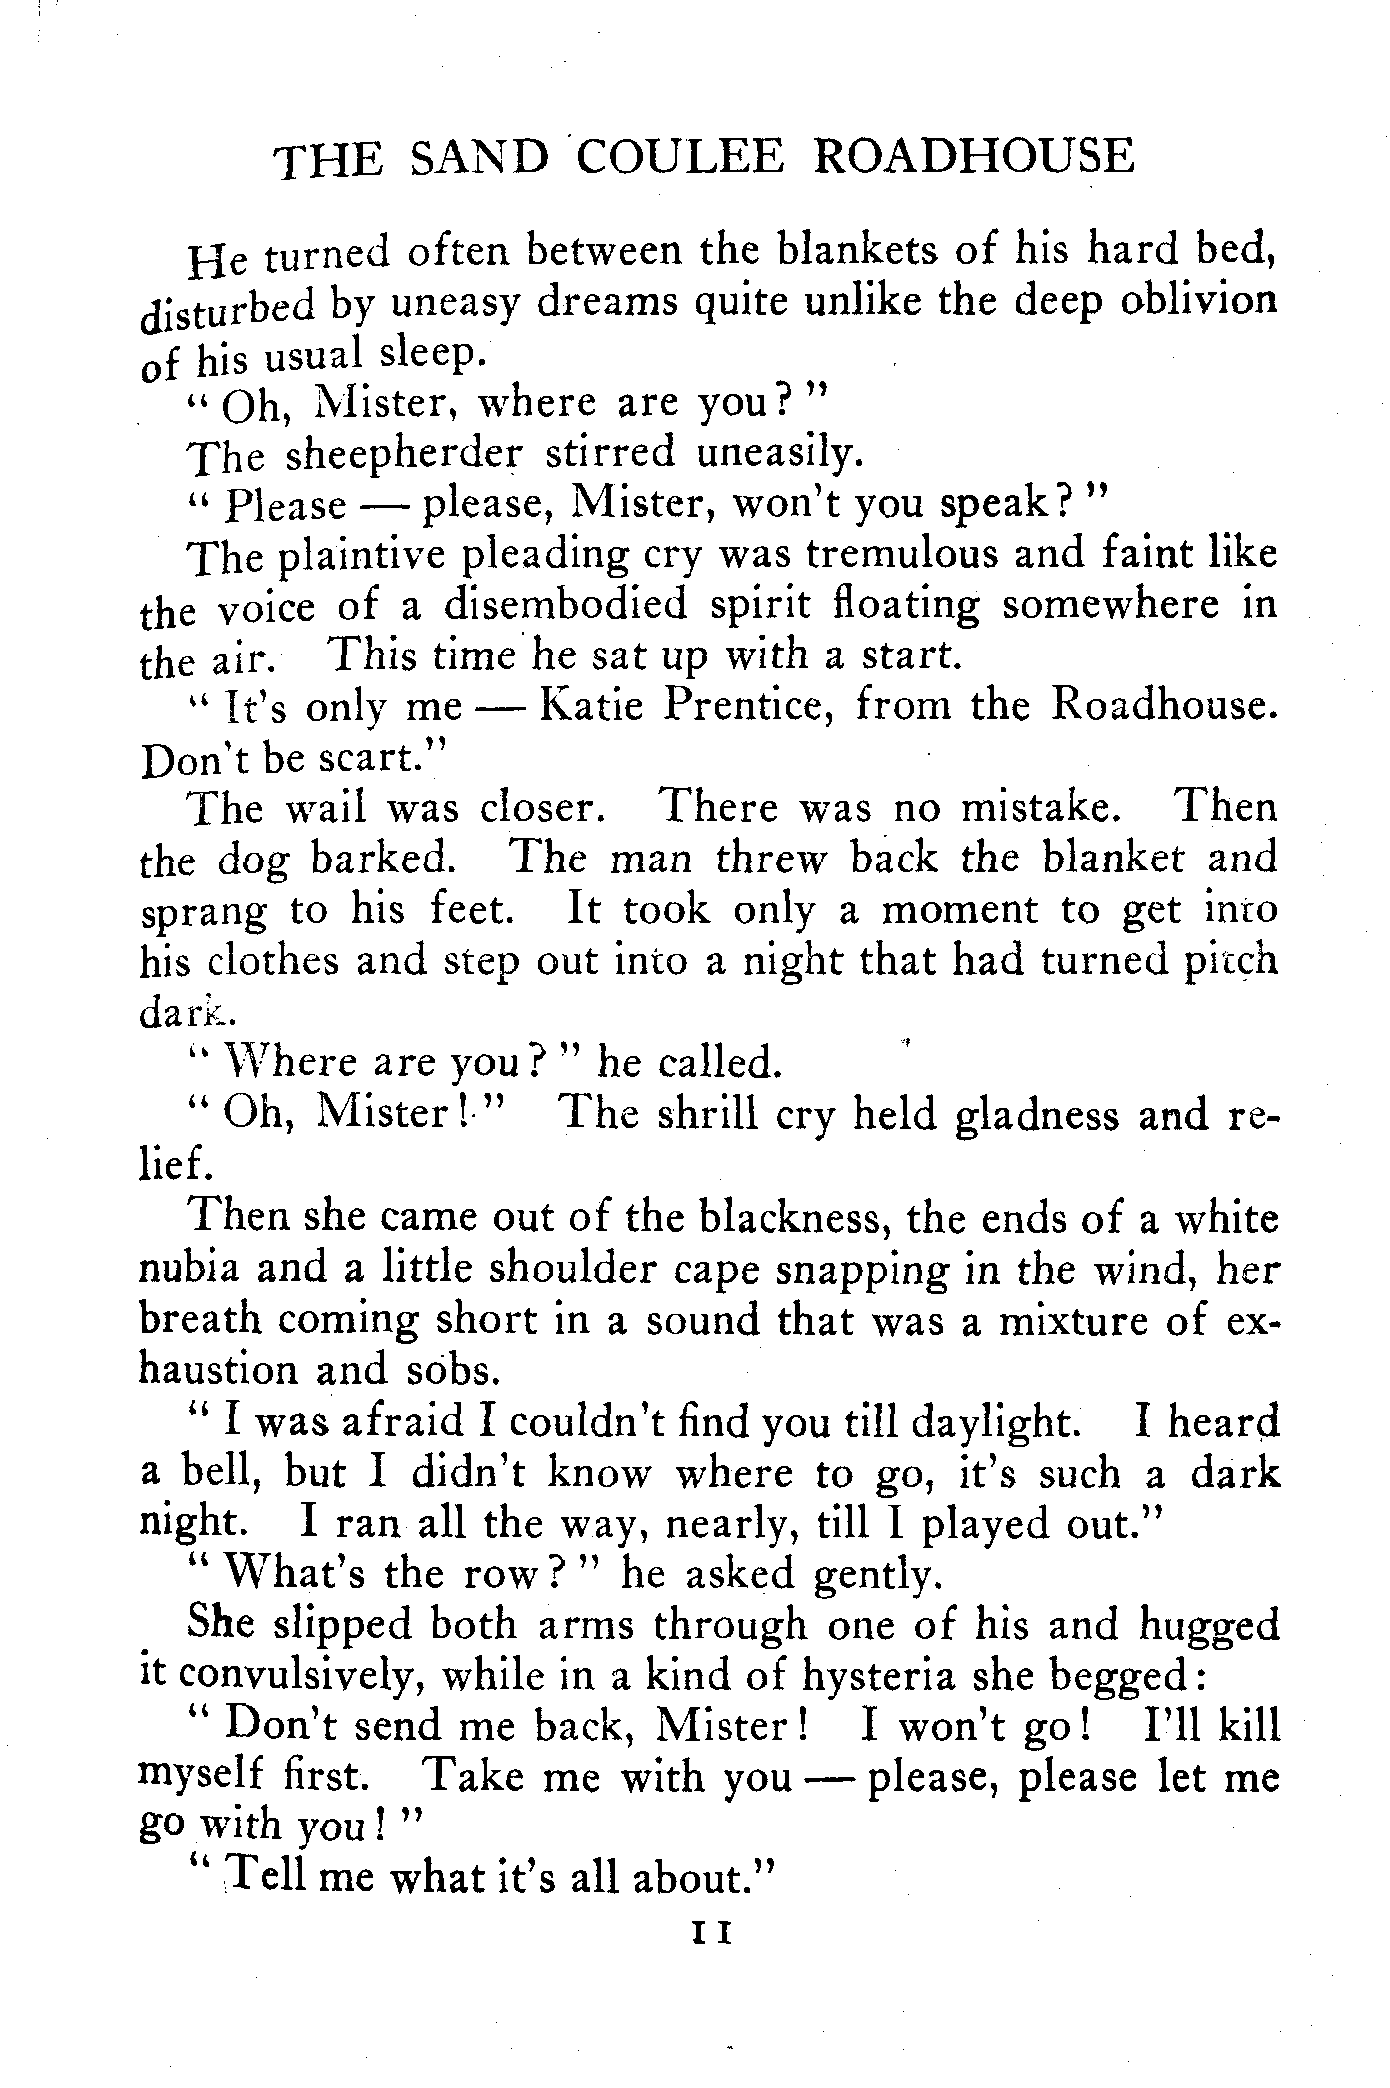 THE SAND COULEE ROADHOUSE
He turned often between the blankets of his hard bed,
disturbed by uneasy dreams quite unlike the deep oblivion
of his usual sleep.
" Oh, Mister, where are you? "
The sheepherder stirred uneasily.
" Please — please, Mister, won't you speak? "
The plaintive pleading cry was tremulous and faint like
the voice of a disembodied spirit floating somewhere in
the air. This time he sat up with a start.
" It's only me — Katie Prentice, from the Roadhouse.
Don't be scart."
The wail was closer. There was no mistake. Then
the dog barked. The man threw back the blanket and
sprang to his feet. It took only a moment to get into
his clothes and step out into a night that had turned pitch
dark.
" Where are you? " he called.
" Oh, Mister! " The shrill cry held gladness and re-
lief.
Then she came out of the blackness, the ends of a white
nubia and a little shoulder cape snapping in the wind, her
breath coming short in a sound that was a mixture of ex-
haustion and sobs.
" I was afraid I couldn't find you till daylight. I heard
a bell, but I didn't know where to go, it's such a dark
night. I ran all the way, nearly, till I played out."
" What's the row? " he asked gently.
She slipped both arms through one of his and hugged
it convulsively, while in a kind of hysteria she begged:
" Don't send me back, Mister! I won't go! I'll kill
myself first. Take me with you — please, please let me
go with you! "
" Tell me what it's all about."
11